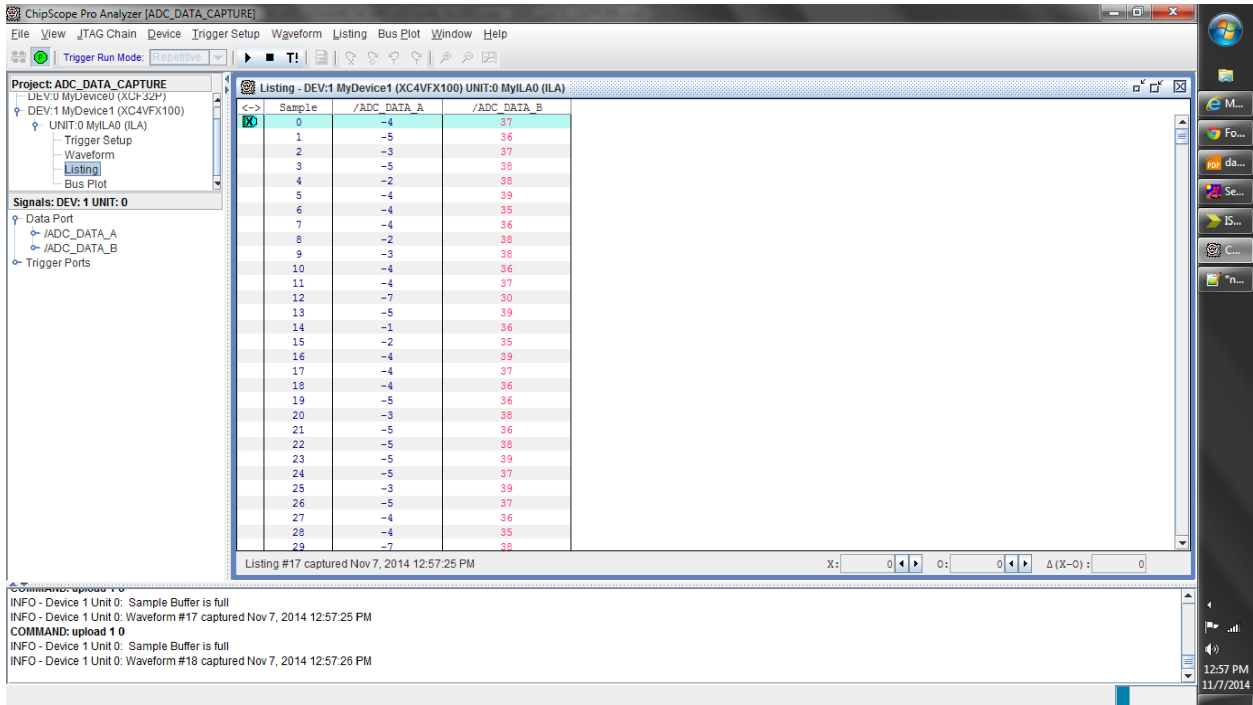 ChipScope Pro Analyzer [ADC_DATA_CAPTURE]
File View JTAG Chain Device Trigger Setup Waveform Listing Bus Plot Window Help
Trigger Run Mode: Repetitive T!
Project: ADC_DATA_CAPTURE
DEV:0 MyDevice0 (XCF32P)
DEV:1 MyDevice1 (XC4VFX100)
UNIT:0 MyILA0 (ILA)
Trigger Setup
Waveform
Listing
Bus Plot
Signals: DEV: 1 UNIT: 0
Data Port
/ADC_DATA_A
/ADC_DATA_B
Trigger Ports
Listing - DEV:1 MyDevice1 (XC4VFX100) UNIT:0 MyILA0 (ILA)
<-> Sample /ADC_DATA_A /ADC_DATA_B
X 0 -4 37
1 -5 36
2 -3 37
3 -5 38
4 -2 38
5 -4 39
6 -4 35
7 -4 36
8 -2 38
9 -3 38
10 -4 36
11 -4 37
12 -7 30
13 -5 39
14 -1 36
15 -2 35
16 -4 39
17 -4 37
18 -4 36
19 -5 36
20 -3 38
21 -5 36
22 -5 38
23 -5 39
24 -5 37
25 -3 39
26 -5 37
27 -4 36
28 -4 35
29 -7 38
Listing #17 captured Nov 7, 2014 12:57:25 PM X: 0 O: 0 Δ(X-O): 0
COMMAND: upload 1 0
INFO - Device 1 Unit 0: Sample Buffer is full
INFO - Device 1 Unit 0: Waveform #17 captured Nov 7, 2014 12:57:25 PM
COMMAND: upload 1 0
INFO - Device 1 Unit 0: Sample Buffer is full
INFO - Device 1 Unit 0: Waveform #18 captured Nov 7, 2014 12:57:26 PM
M...
Fo...
da...
Se...
IS...
C...
*n...
12:57 PM
11/7/2014